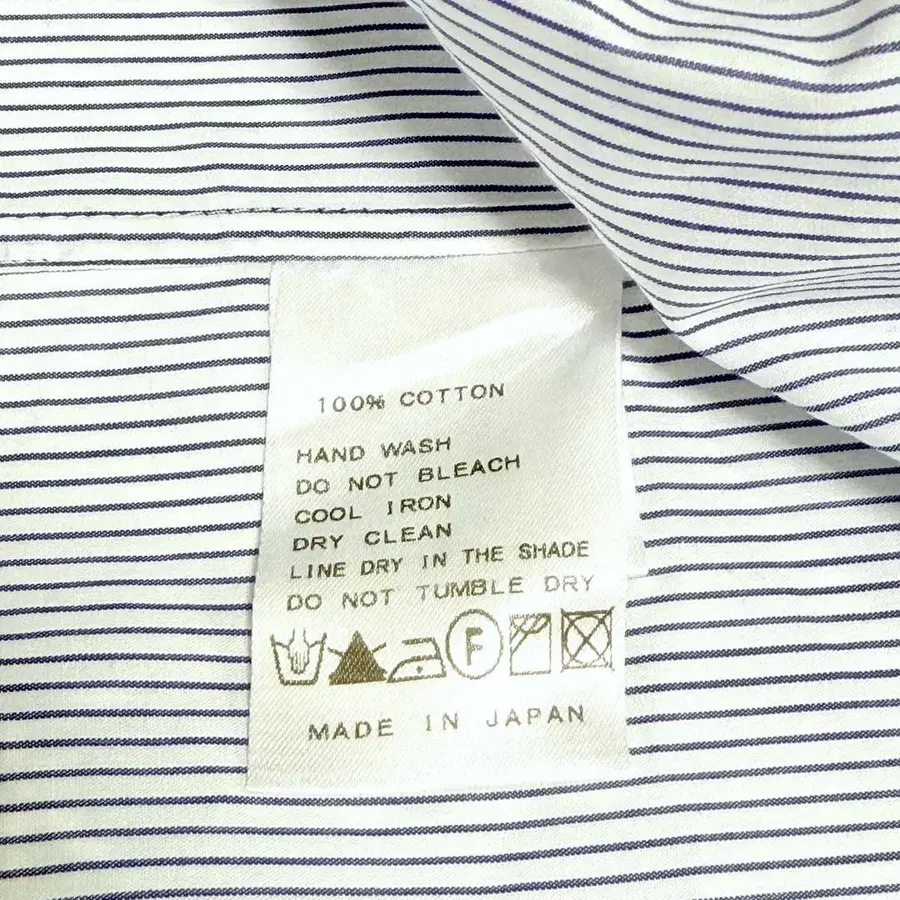 100% COTTON
HAND WASH
DO NOT BLEACH
COOL IRON
DRY CLEAN
LINE DRY IN THE SHADE
DO NOT TUMBLE DRY
F
MADE IN JAPAN